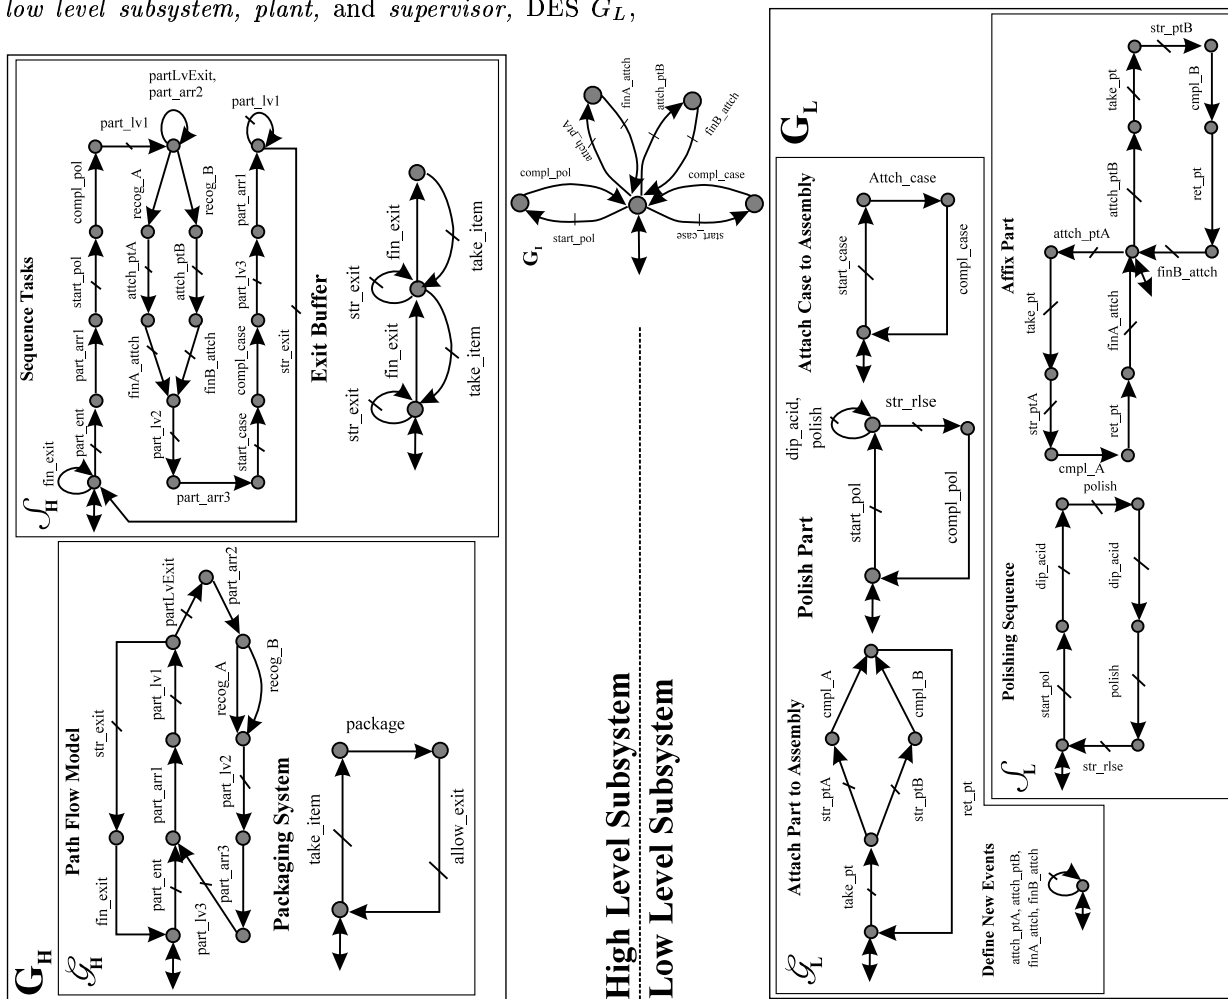 low level subsystem, plant, and supervisor, DES G_L,
G_H
S_H
Sequence Tasks
fin_exit
part_ent
part_arr1
start_pol
compl_pol
part_lv1
partLvExit,
part_arr2
recog_A
recog_B
attch_ptA
attch_ptB
finA_attch
finB_attch
part_lv2
part_arr3
start_case
compl_case
part_lv3
part_arr1
part_lv1
str_exit
Exit Buffer
str_exit
fin_exit
take_item
str_exit
fin_exit
take_item
G_H
Path Flow Model
fin_exit
str_exit
part_ent
part_arr1
part_lv1
partLvExit
part_arr2
recog_A
recog_B
part_lv2
part_arr3
part_lv3
Packaging System
take_item
package
allow_exit
G_I
compl_pol
start_pol
attch_ptA
finA_attch
attch_ptB
finB_attch
compl_case
start_case
High Level Subsystem
Low Level Subsystem
G_L
G_L
Attach Part to Assembly
take_pt
str_ptA
str_ptB
cmpl_A
cmpl_B
ret_pt
Polish Part
start_pol
dip_acid,
polish
str_rlse
compl_pol
Attach Case to Assembly
start_case
Attch_case
compl_case
Define New Events
attch_ptA, attch_ptB,
finA_attch, finB_attch
S_L
Polishing Sequence
start_pol
dip_acid
polish
dip_acid
polish
str_rlse
Affix Part
attch_ptA
take_pt
str_ptA
cmpl_A
ret_pt
finA_attch
attch_ptB
take_pt
str_ptB
cmpl_B
ret_pt
finB_attch